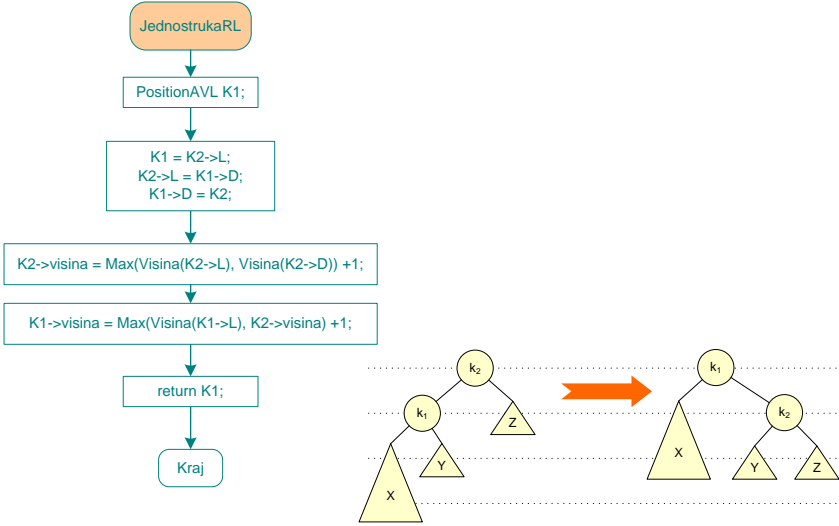 JednostrukaRL
PositionAVL K1;
K1 = K2->L;
K2->L = K1->D;
K1->D = K2;
K2->visina = Max(Visina(K2->L), Visina(K2->D)) +1;
K1->visina = Max(Visina(K1->L), K2->visina) +1;
return K1;
Kraj
k₂
k₁
Z
Y
X
k₁
k₂
X
Y
Z